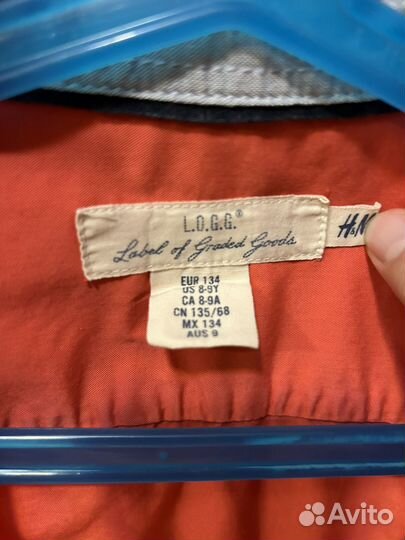 L.O.G.G.®
Label of Graded Goods
H&M
EUR 134
US 8-9Y
CA 8-9A
CN 135/68
MX 134
AUS 9
Avito